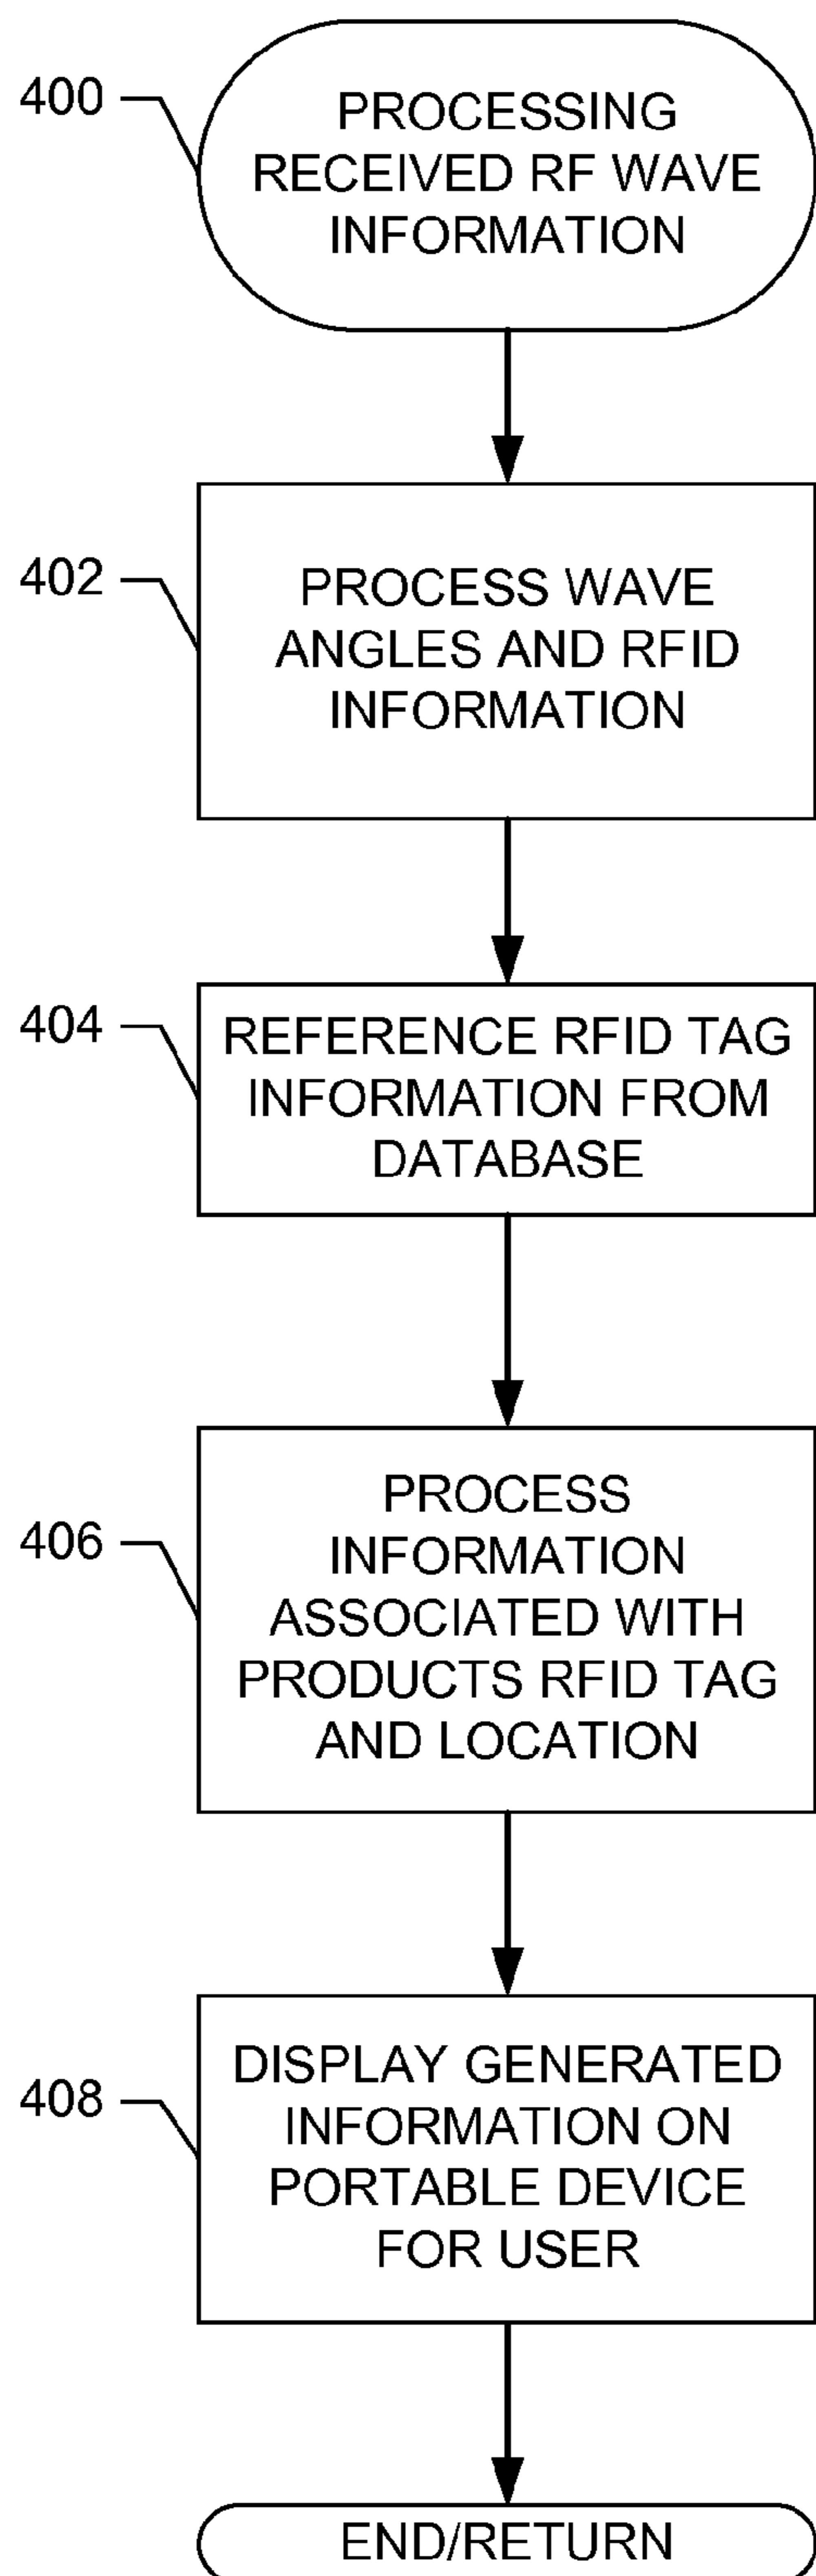 400
PROCESSING
RECEIVED RF WAVE
INFORMATION
402
PROCESS WAVE
ANGLES AND RFID
INFORMATION
404
REFERENCE RFID TAG
INFORMATION FROM
DATABASE
406
PROCESS
INFORMATION
ASSOCIATED WITH
PRODUCTS RFID TAG
AND LOCATION
408
DISPLAY GENERATED
INFORMATION ON
PORTABLE DEVICE
FOR USER
END/RETURN